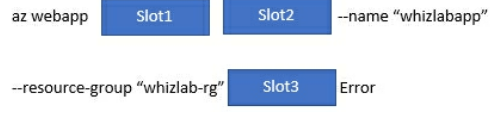 az webapp Slot1 Slot2 --name “whizlabapp”
--resource-group “whizlab-rg” Slot3 Error